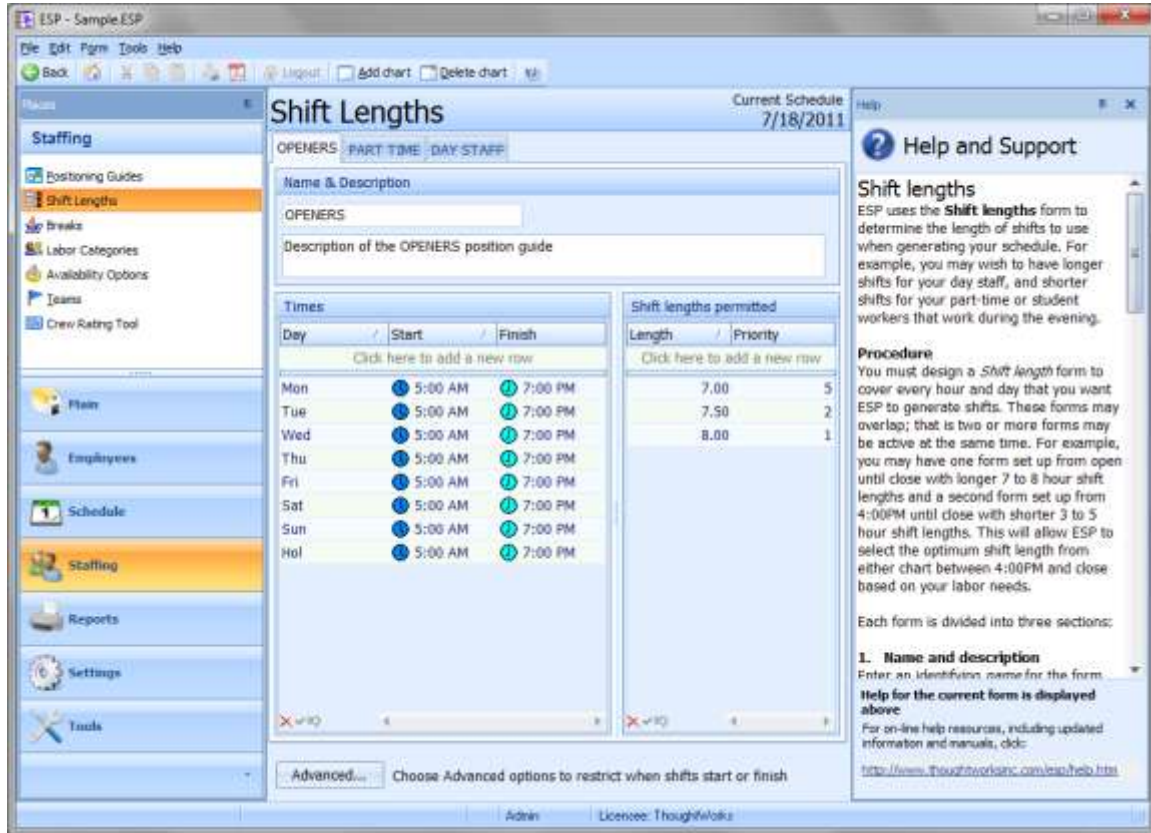 ESP - Sample.ESP
File Edit Form Tools Help
Back Logout Add chart Delete chart
Places
Staffing
Positioning Guides
Shift Lengths
Breaks
Labor Categories
Availability Options
Teams
Crew Rating Tool
Main
Employees
Schedule
Staffing
Reports
Settings
Tools
Shift Lengths
Current Schedule
7/18/2011
OPENERS PART TIME DAY STAFF
Name & Description
OPENERS
Description of the OPENERS position guide
Times
Day Start Finish
Click here to add a new row
Mon 5:00 AM 7:00 PM
Tue 5:00 AM 7:00 PM
Wed 5:00 AM 7:00 PM
Thu 5:00 AM 7:00 PM
Fri 5:00 AM 7:00 PM
Sat 5:00 AM 7:00 PM
Sun 5:00 AM 7:00 PM
Hol 5:00 AM 7:00 PM
Shift lengths permitted
Length Priority
Click here to add a new row
7.00 5
7.50 2
8.00 1
Advanced... Choose Advanced options to restrict when shifts start or finish
Help
Help and Support
Shift lengths
ESP uses the Shift lengths form to
determine the length of shifts to use
when generating your schedule. For
example, you may wish to have longer
shifts for your day staff, and shorter
shifts for your part-time or student
workers that work during the evening.
Procedure
You must design a Shift length form to
cover every hour and day that you want
ESP to generate shifts. These forms may
overlap; that is two or more forms may
be active at the same time. For example,
you may have one form set up from open
until close with longer 7 to 8 hour shift
lengths and a second form set up from
4:00PM until close with shorter 3 to 5
hour shift lengths. This will allow ESP to
select the optimum shift length from
either chart between 4:00PM and close
based on your labor needs.
Each form is divided into three sections:
1. Name and description
Enter an identifying name for the form
Help for the current form is displayed
above
For on-line help resources, including updated
information and manuals, click:
http://www.thoughtworksinc.com/esp/help.htm
Admin Licencee: ThoughtWorks